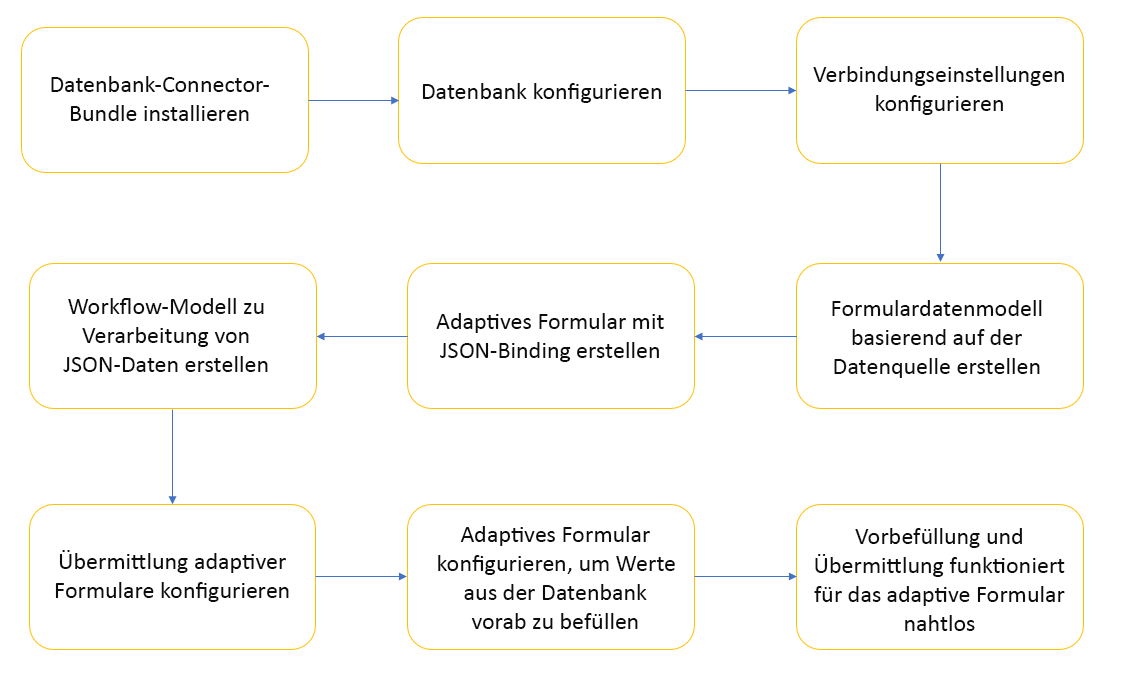 Datenbank-Connector-
Bundle installieren
Datenbank konfigurieren
Verbindungseinstellungen
konfigurieren
Formulardatenmodell
basierend auf der
Datenquelle erstellen
Adaptives Formular mit
JSON-Binding erstellen
Workflow-Modell zu
Verarbeitung von
JSON-Daten erstellen
Übermittlung adaptiver
Formulare konfigurieren
Adaptives Formular
konfigurieren, um Werte
aus der Datenbank
vorab zu befüllen
Vorbefüllung und
Übermittlung funktioniert
für das adaptive Formular
nahtlos